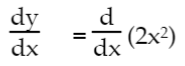 dy/dx = d/dx (2x²)